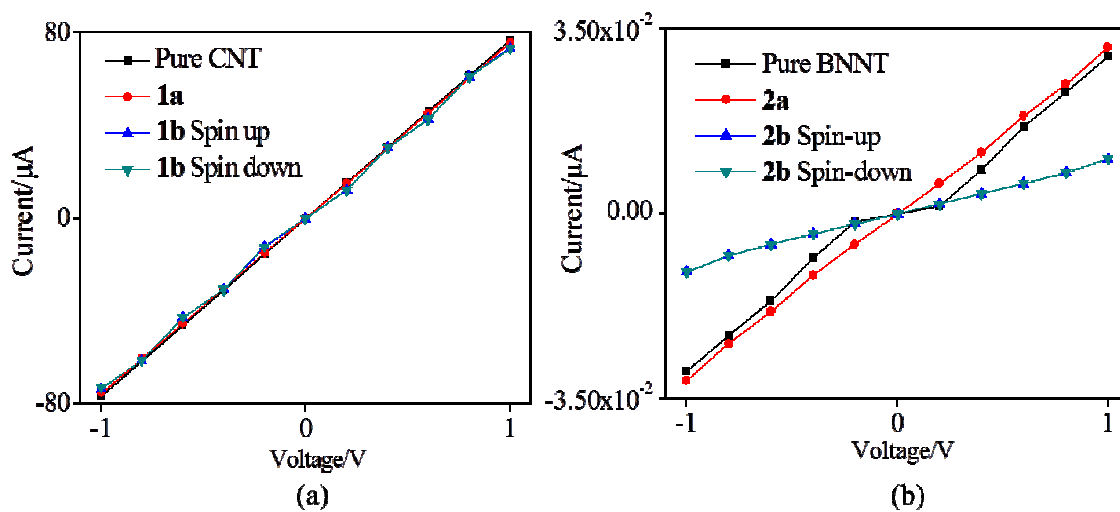 80
Pure CNT
1a
1b Spin up
1b Spin down
Current/μA
0
-80
-1
0
1
Voltage/V
(a)
3.50x10⁻²
Pure BNNT
2a
2b Spin-up
2b Spin-down
Current/μA
0.00
-3.50x10⁻²
-1
0
1
Voltage/V
(b)